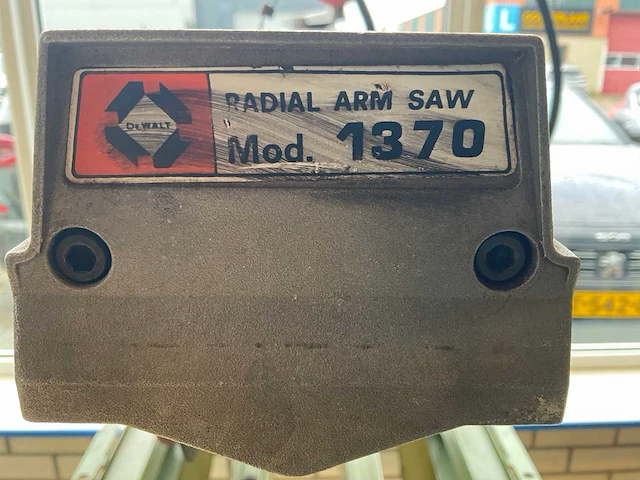 DeWALT
RADIAL ARM SAW
Mod. 1370
L